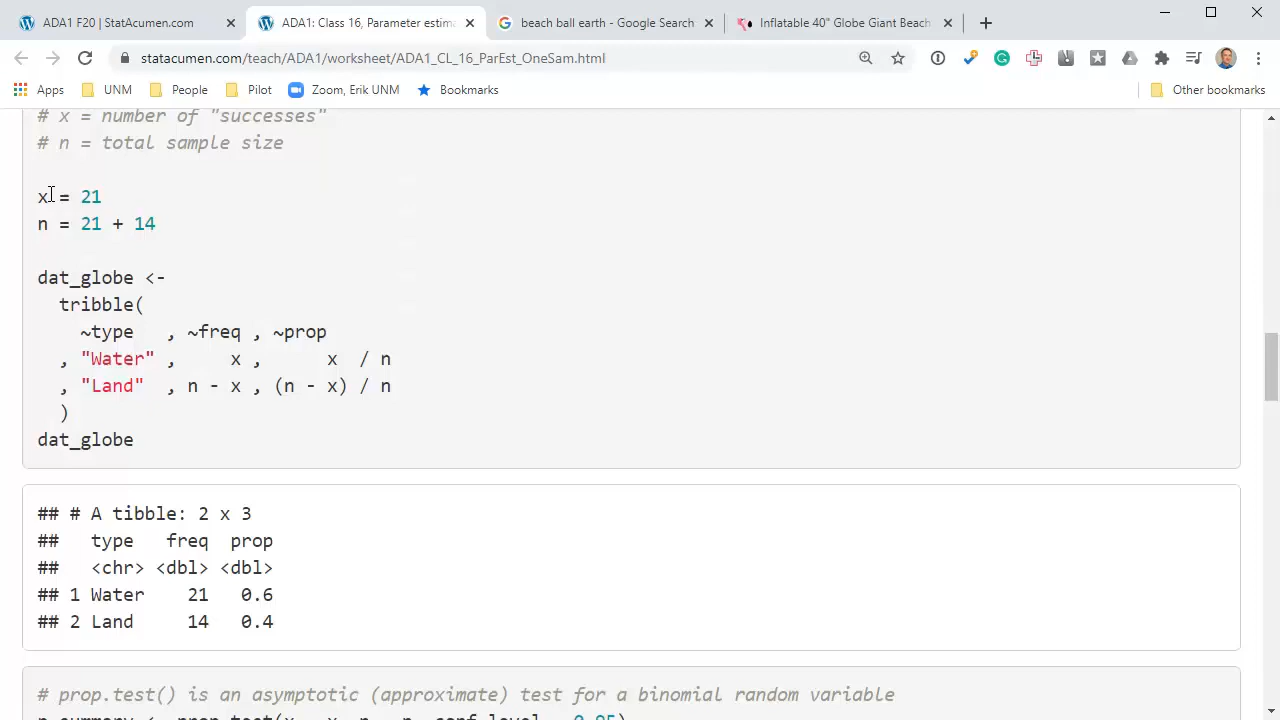 ADA1 F20 | StatAcumen.com
ADA1: Class 16, Parameter estima
beach ball earth - Google Search
Inflatable 40" Globe Giant Beach
statacumen.com/teach/ADA1/worksheet/ADA1_CL_16_ParEst_OneSam.html
Apps UNM People Pilot Zoom, Erik UNM Bookmarks Other bookmarks
# x = number of "successes"
# n = total sample size
x = 21
n = 21 + 14
dat_globe <-
tribble(
~type , ~freq , ~prop
, "Water" , x , x / n
, "Land" , n - x , (n - x) / n
)
dat_globe
## # A tibble: 2 x 3
## type freq prop
## <chr> <dbl> <dbl>
## 1 Water 21 0.6
## 2 Land 14 0.4
# prop.test() is an asymptotic (approximate) test for a binomial random variable